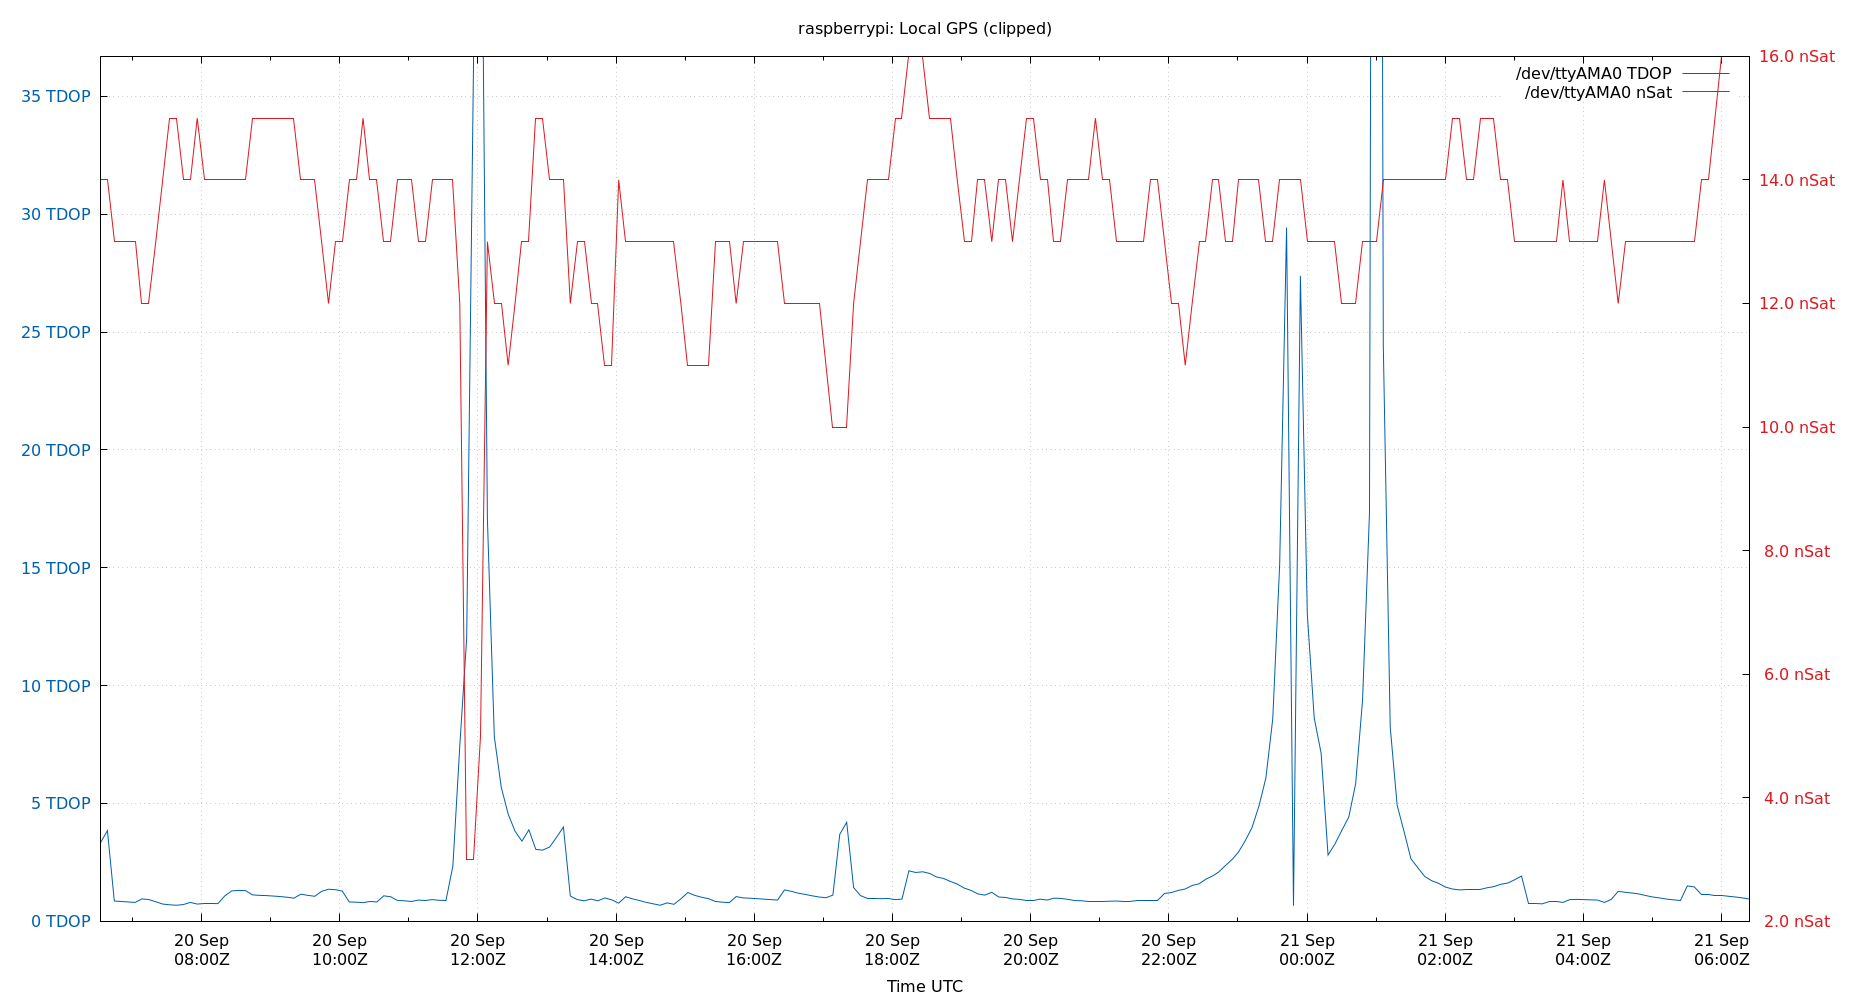 raspberrypi: Local GPS (clipped)
/dev/ttyAMA0 TDOP
/dev/ttyAMA0 nSat
35 TDOP
30 TDOP
25 TDOP
20 TDOP
15 TDOP
10 TDOP
5 TDOP
0 TDOP
16.0 nSat
14.0 nSat
12.0 nSat
10.0 nSat
8.0 nSat
6.0 nSat
4.0 nSat
2.0 nSat
20 Sep
08:00Z
20 Sep
10:00Z
20 Sep
12:00Z
20 Sep
14:00Z
20 Sep
16:00Z
20 Sep
18:00Z
20 Sep
20:00Z
20 Sep
22:00Z
21 Sep
00:00Z
21 Sep
02:00Z
21 Sep
04:00Z
21 Sep
06:00Z
Time UTC